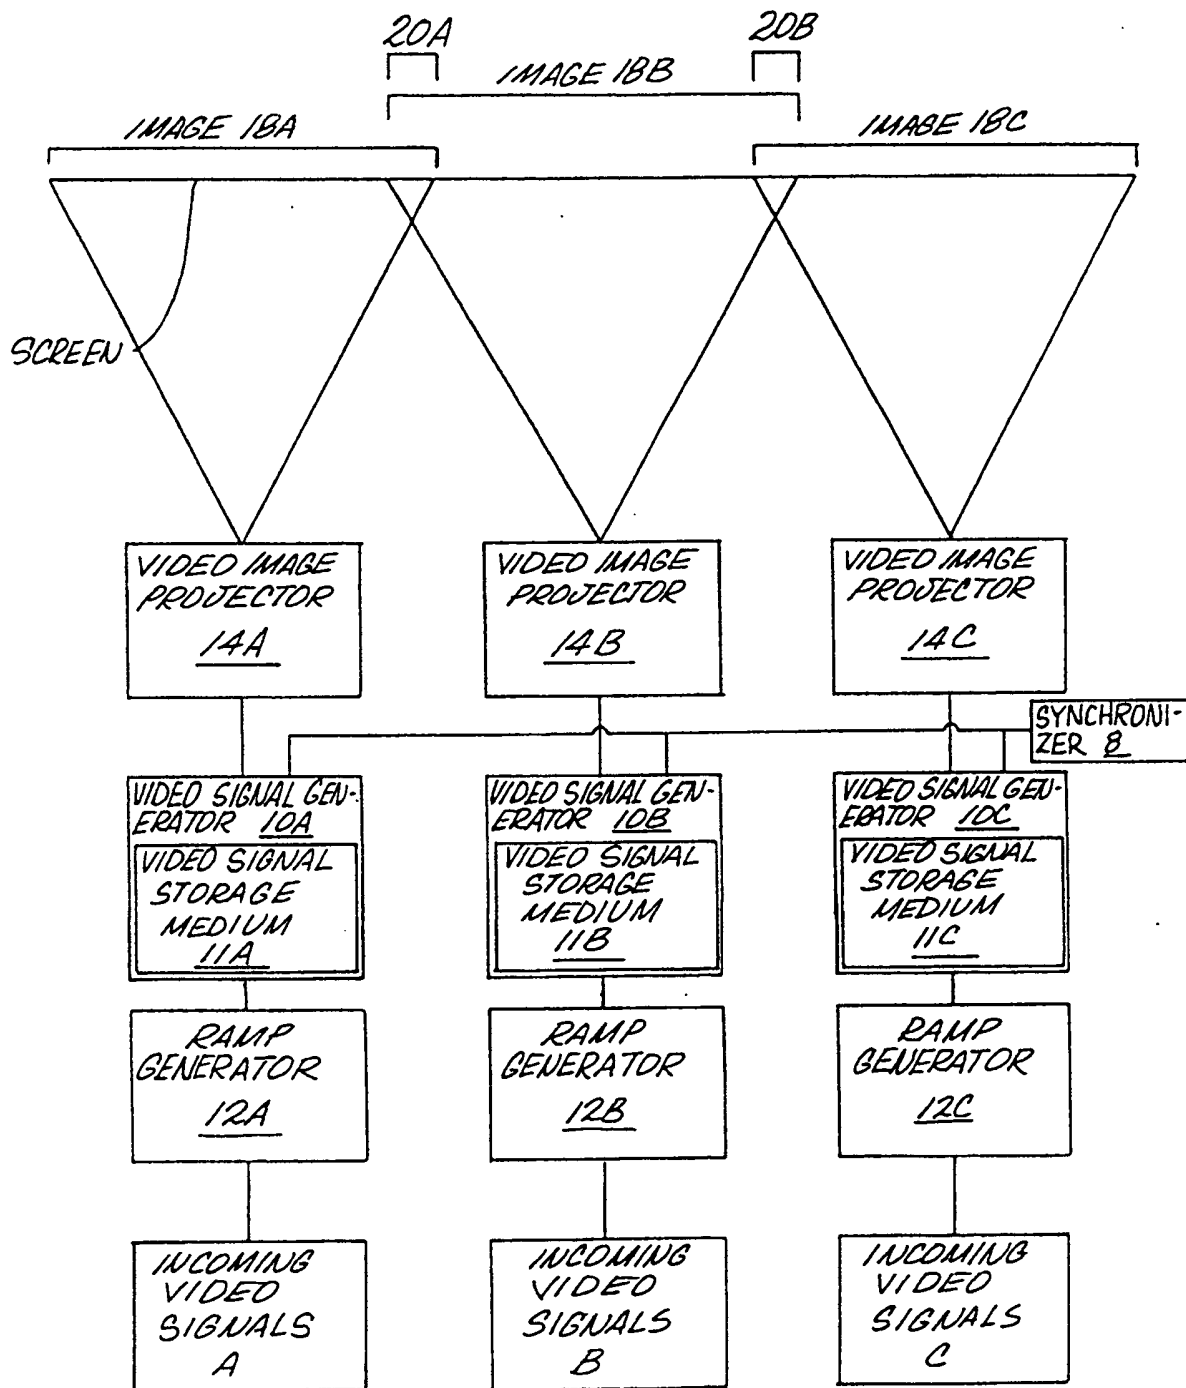 20A
20B
IMAGE 18B
IMAGE 18A
IMAGE 18C
SCREEN
VIDEO IMAGE
PROJECTOR
14A
VIDEO IMAGE
PROJECTOR
14B
VIDEO IMAGE
PROJECTOR
14C
SYNCHRONI-
ZER 8
VIDEO SIGNAL GEN-
ERATOR 10A
VIDEO SIGNAL
STORAGE
MEDIUM
11A
VIDEO SIGNAL GEN-
ERATOR 10B
VIDEO SIGNAL
STORAGE
MEDIUM
11B
VIDEO SIGNAL GEN-
ERATOR 10C
VIDEO SIGNAL
STORAGE
MEDIUM
11C
RAMP
GENERATOR
12A
RAMP
GENERATOR
12B
RAMP
GENERATOR
12C
INCOMING
VIDEO
SIGNALS
A
INCOMING
VIDEO
SIGNALS
B
INCOMING
VIDEO
SIGNALS
C